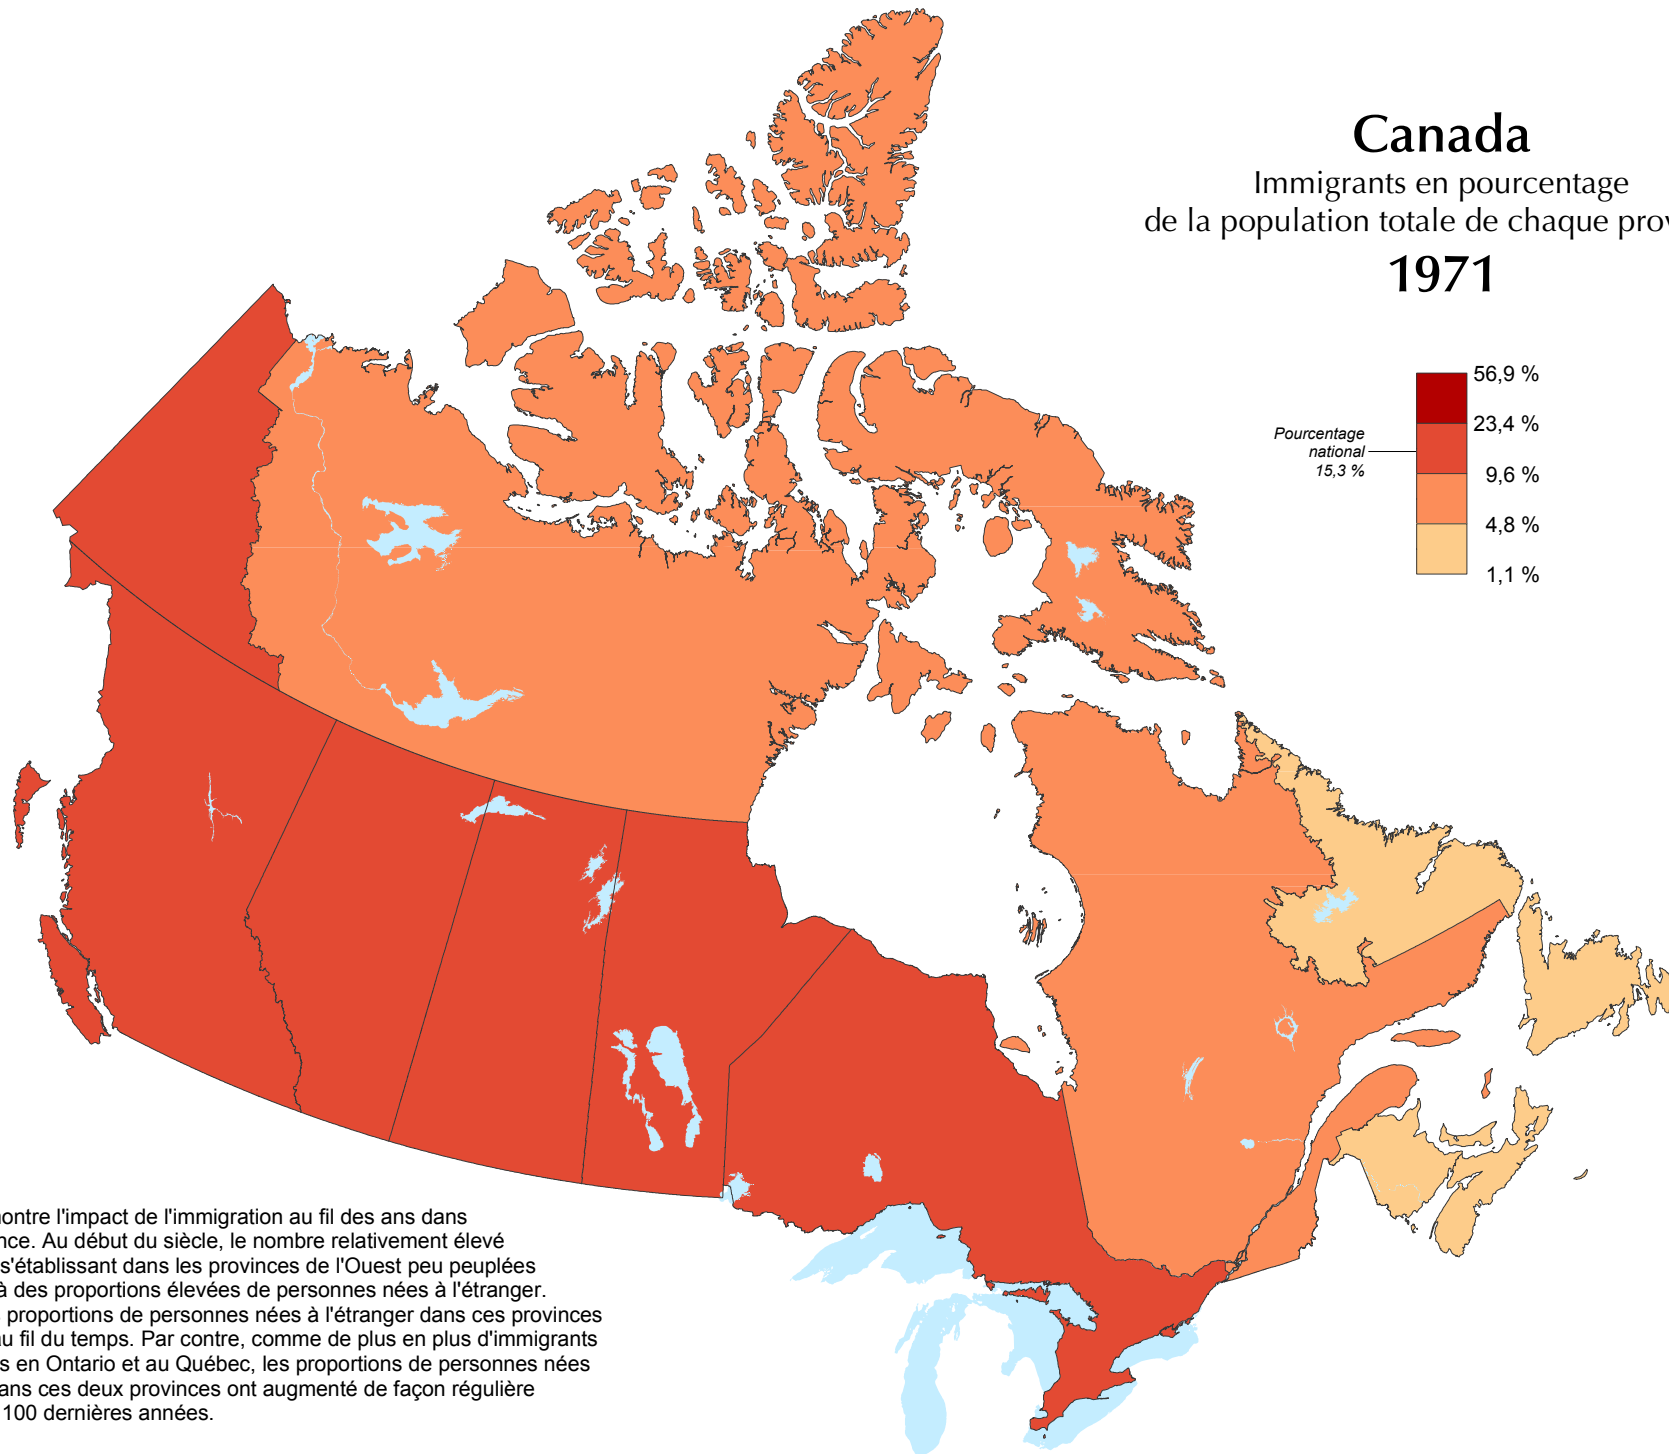 Canada
Immigrants en pourcentage
de la population totale de chaque prov
1971
56,9 %
23,4 %
Pourcentage
national
15,3 %
9,6 %
4,8 %
1,1 %
ontre l'impact de l'immigration au fil des ans dans
nce. Au début du siècle, le nombre relativement élevé
s'établissant dans les provinces de l'Ouest peu peuplées
à des proportions élevées de personnes nées à l'étranger.
proportions de personnes nées à l'étranger dans ces provinces
au fil du temps. Par contre, comme de plus en plus d'immigrants
s en Ontario et au Québec, les proportions de personnes nées
ans ces deux provinces ont augmenté de façon régulière
100 dernières années.